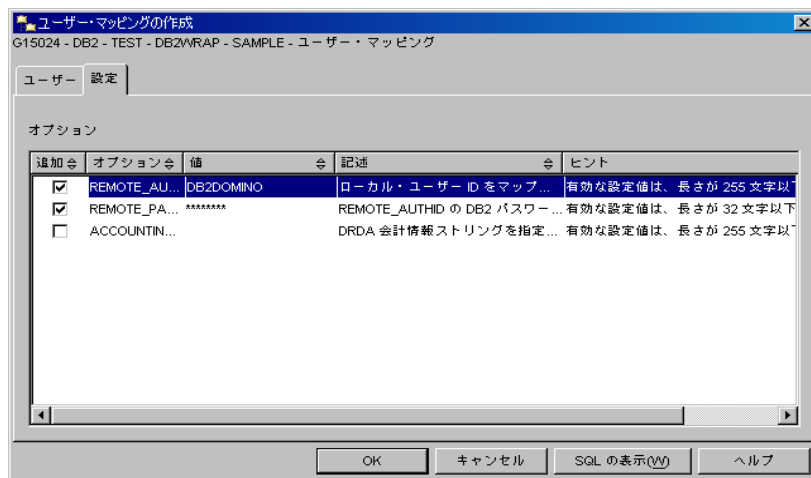 ユーザー・マッピングの作成
G15024 - DB2 - TEST - DB2WRAP - SAMPLE - ユーザー・マッピング
ユーザー 設定
オプション
追加 オプション 値 記述 ヒント
REMOTE_AU... DB2DOMINO ローカル・ユーザー ID をマップ... 有効な設定値は、長さが 255 文字以下
REMOTE_PA... ******** REMOTE_AUTHID の DB2 パスワー... 有効な設定値は、長さが 32 文字以下
ACCOUNTIN... DRDA 会計情報ストリングを指定... 有効な設定値は、長さが 255 文字以下
OK キャンセル SQL の表示(W) ヘルプ